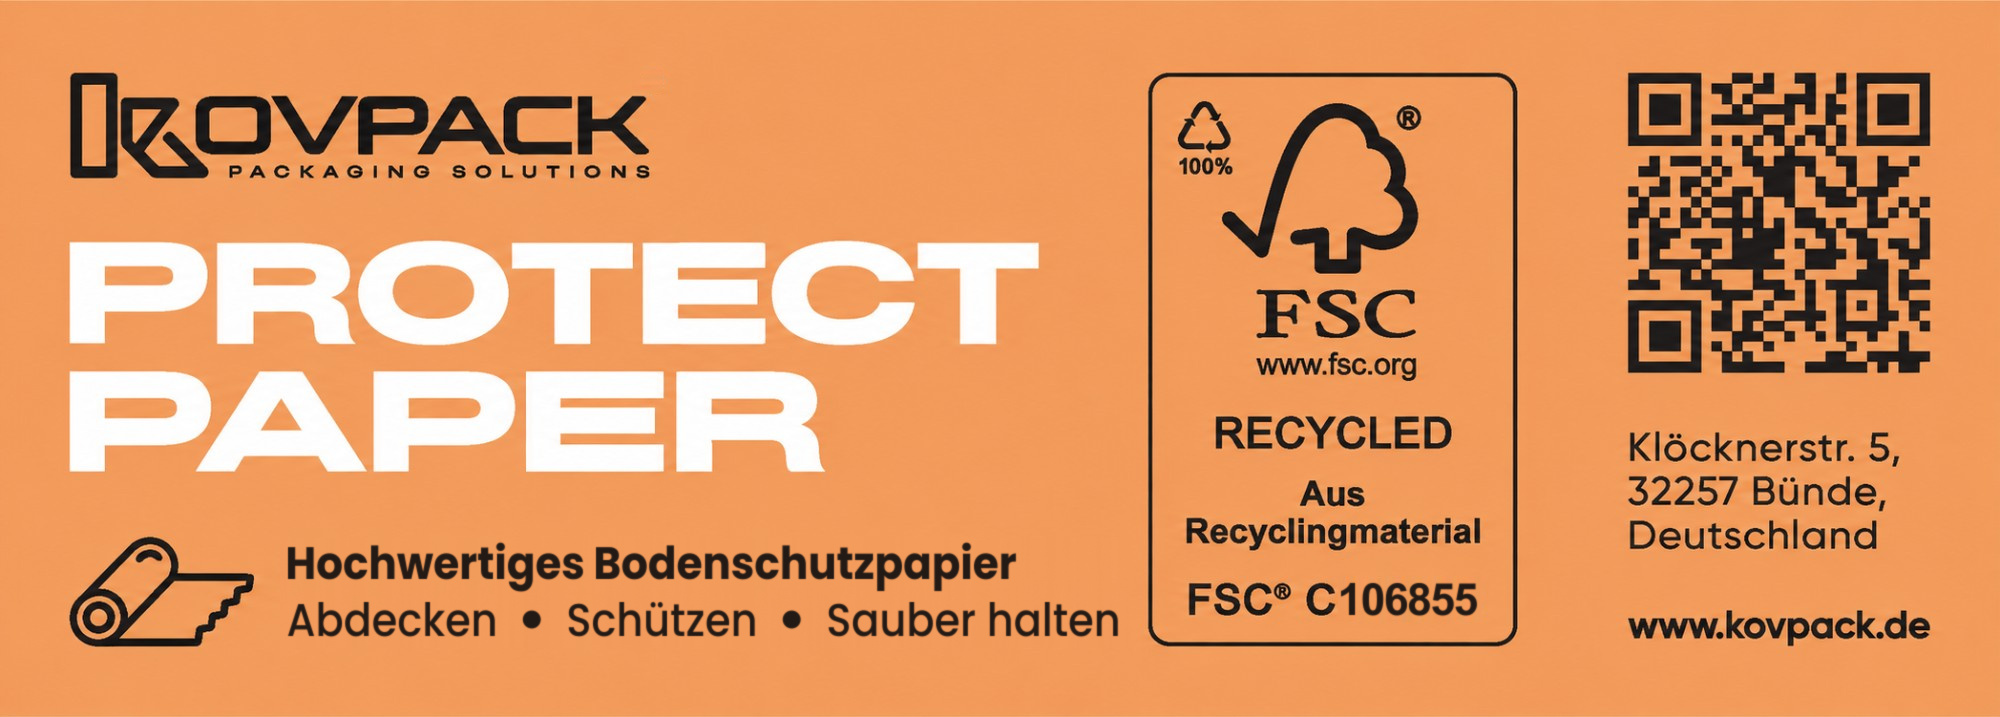 KOVPACK
PACKAGING SOLUTIONS
PROTECT
PAPER
Hochwertiges Bodenschutzpapier
Abdecken • Schützen • Sauber halten
100%
®
FSC
www.fsc.org
RECYCLED
Aus
Recyclingmaterial
FSC® C106855
Klöcknerstr. 5,
32257 Bünde,
Deutschland
www.kovpack.de